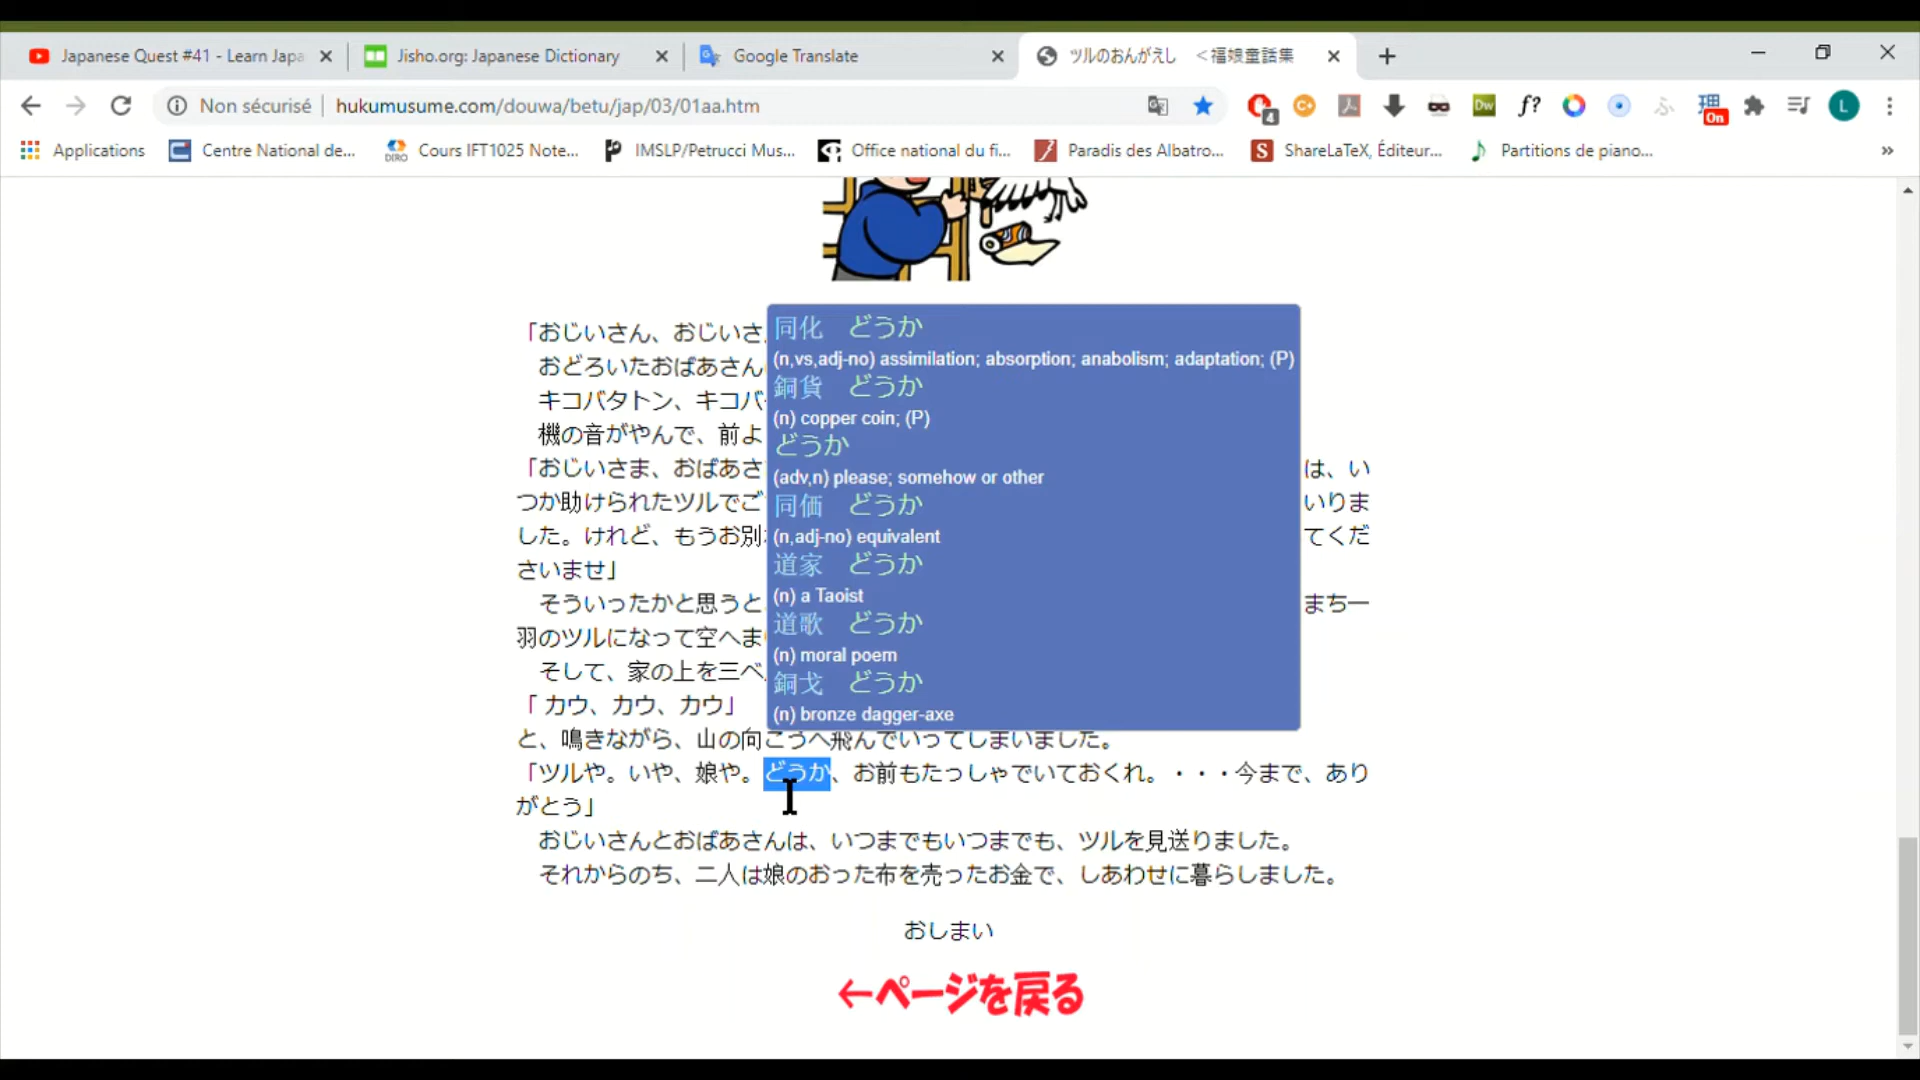 Japanese Quest #41 - Learn Japa
Jisho.org: Japanese Dictionary
Google Translate
ツルのおんがえし ＜福娘童話集
Non sécurisé
hukumusume.com/douwa/betu/jap/03/01aa.htm
4
Dw
f?
On
L
Applications
Centre National de...
DIRO
Cours IFT1025 Note...
IMSLP/Petrucci Mus...
Office national du fi...
Paradis des Albatro...
S
ShareLaTeX, Éditeur...
Partitions de piano...
»
同化 どうか
(n,vs,adj-no) assimilation; absorption; anabolism; adaptation; (P)
銅貨 どうか
(n) copper coin; (P)
どうか
(adv,n) please; somehow or other
同価 どうか
(n,adj-no) equivalent
道家 どうか
(n) a Taoist
道歌 どうか
(n) moral poem
銅戈 どうか
(n) bronze dagger-axe
「おじいさん、おじいさ
おどろいたおばあさん
キコバタトン、キコバ
機の音がやんで、前よ
「おじいさま、おばあさ は、い
つか助けられたツルでご いりま
した。けれど、もうお別 てくだ
さいませ」
そういったかと思うと まち一
羽のツルになって空へま
そして、家の上を三べ
「カウ、カウ、カウ」
と、鳴きながら、山の向こうへ飛んでいってしまいました。
「ツルや。いや、娘や。どうか、お前もたっしゃでいておくれ。・・・今まで、あり
がとう」
おじいさんとおばあさんは、いつまでもいつまでも、ツルを見送りました。
それからのち、二人は娘のおった布を売ったお金で、しあわせに暮らしました。
おしまい
←ページを戻る